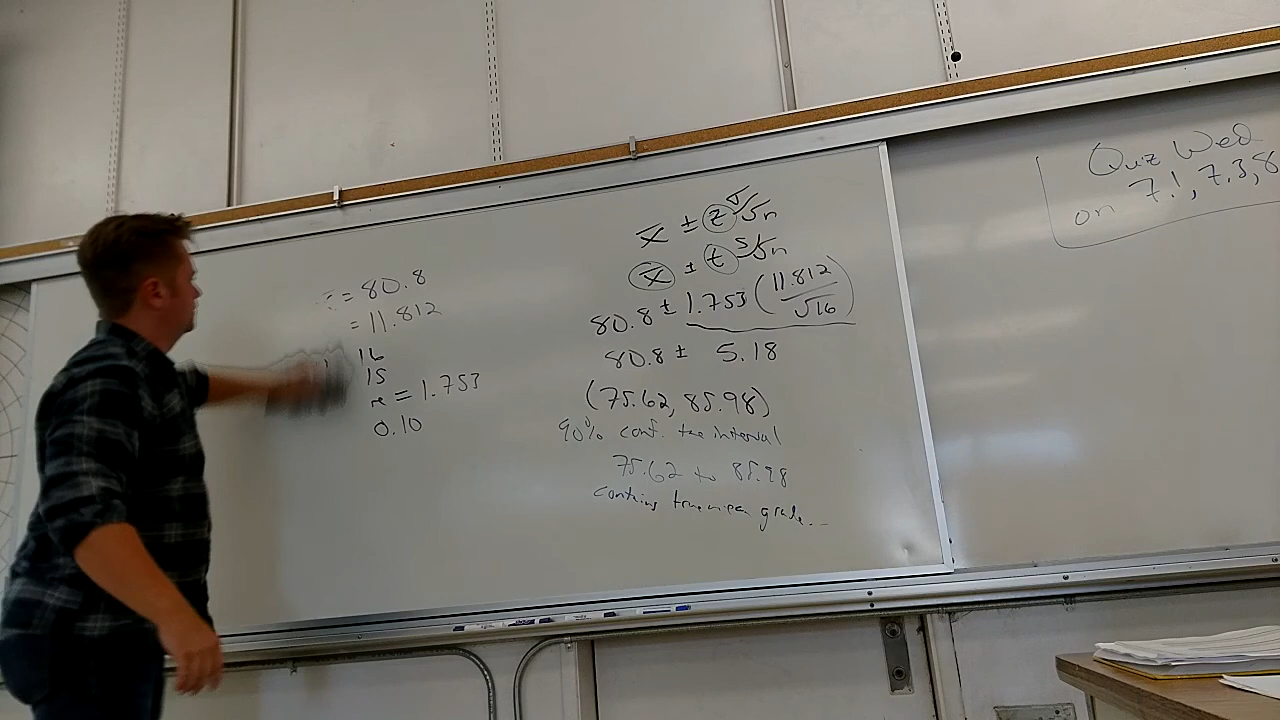 = 80.8
= 11.812
16
15
= 1.753
0.10
x̄ ± z σ/√n
x̄ ± t s/√n
80.8 ± 1.753 (11.812/√16)
80.8 ± 5.18
(75.62, 85.98)
90% conf. the interval
75.62 to 85.98
contains true mean grade...
Quiz Wed
on 7.1, 7.3, 8